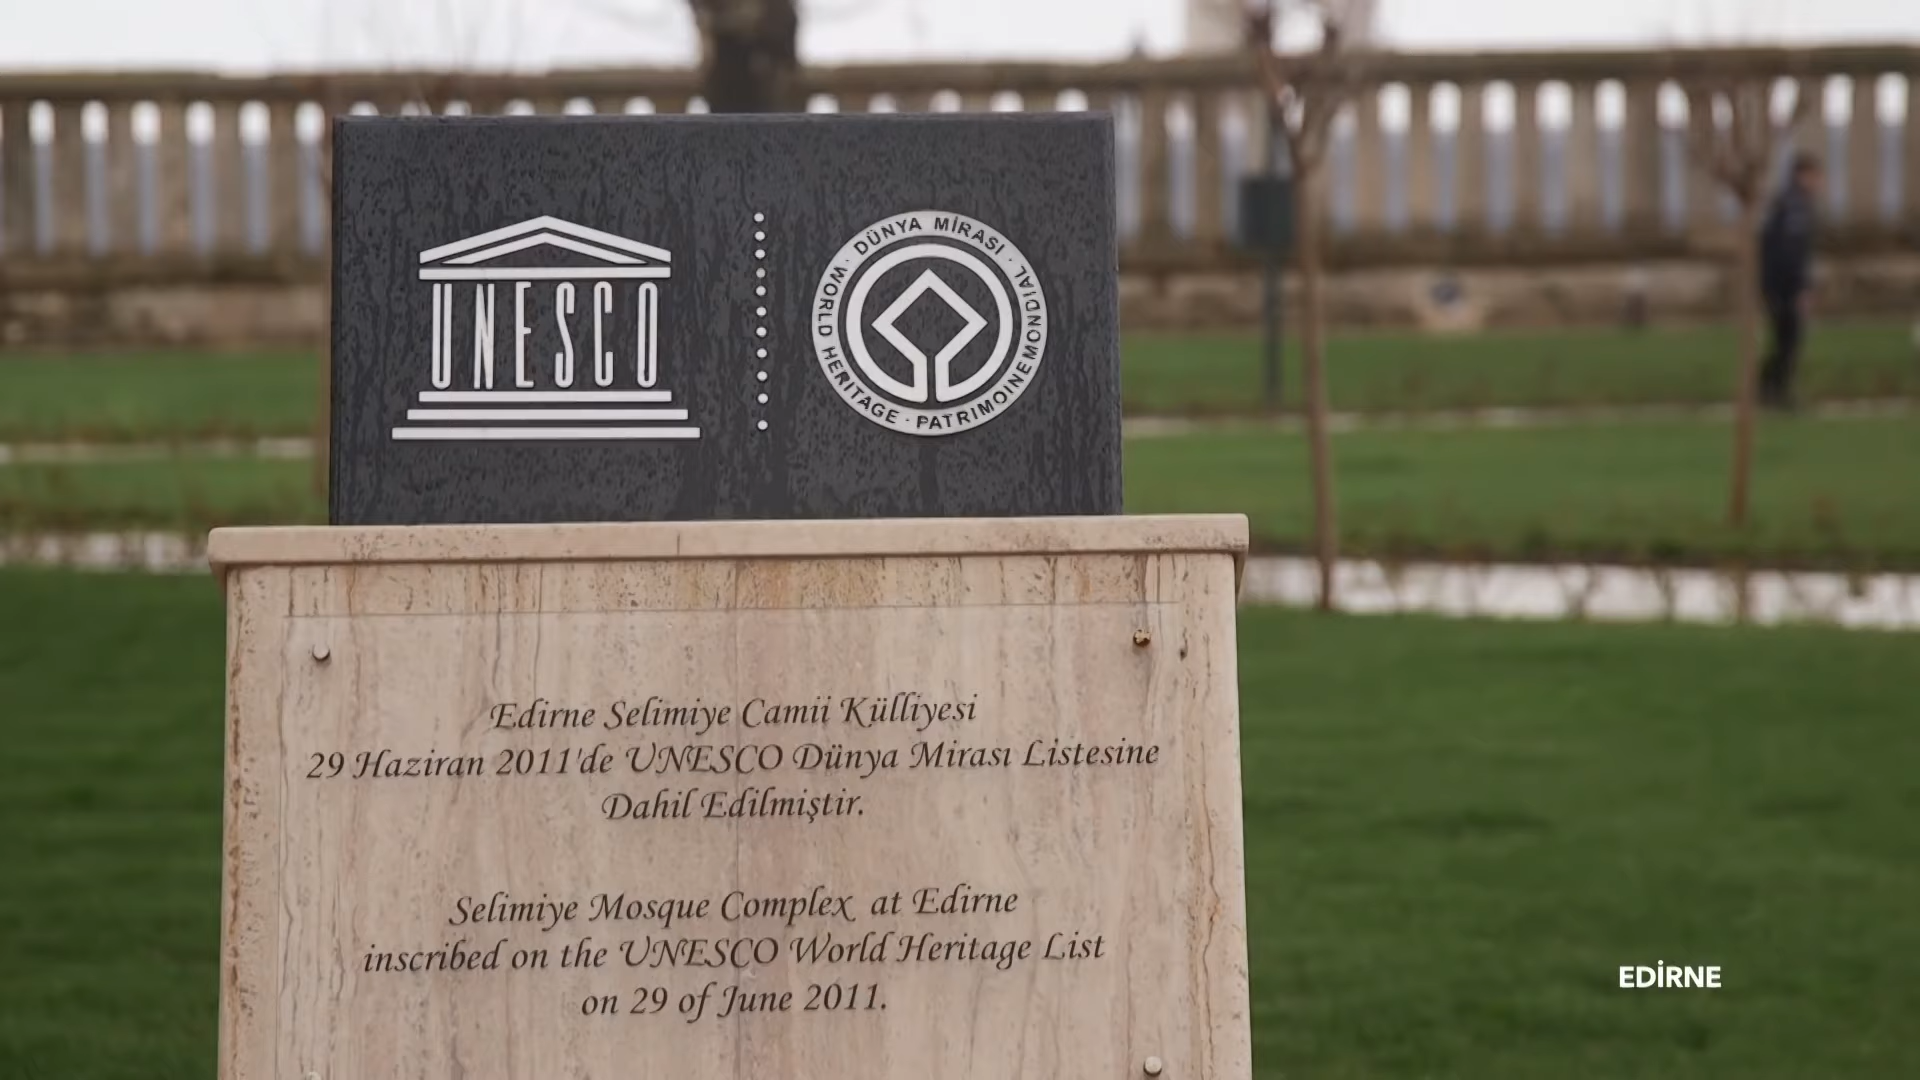 UNESCO
DÜNYA MİRASI · WORLD HERITAGE · PATRIMOINE MONDIAL ·
Edirne Selimiye Camii Külliyesi
29 Haziran 2011'de UNESCO Dünya Mirası Listesine
Dahil Edilmiştir.
Selimiye Mosque Complex at Edirne
inscribed on the UNESCO World Heritage List
on 29 of June 2011.
EDİRNE